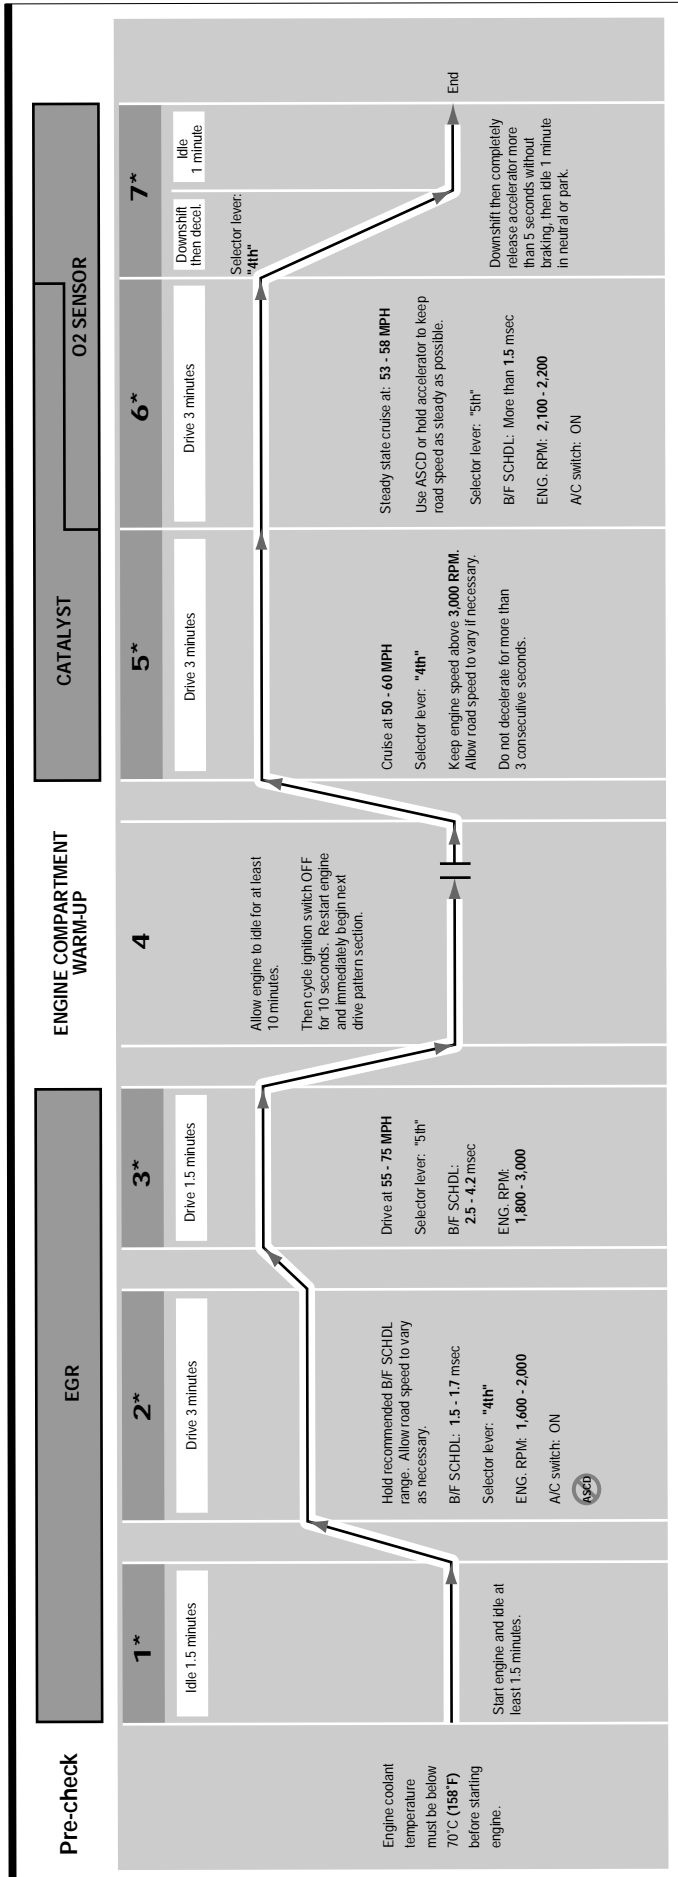 Pre-check
EGR
ENGINE COMPARTMENT
WARM-UP
CATALYST
O2 SENSOR
Engine coolant
temperature
must be below
70˚C (158˚F)
before starting
engine.
1*
Idle 1.5 minutes
Start engine and idle at
least 1.5 minutes.
2*
Drive 3 minutes
Hold recommended B/F SCHDL
range. Allow road speed to vary
as necessary.
B/F SCHDL: 1.5 - 1.7 msec
Selector lever: "4th"
ENG. RPM: 1,600 - 2,000
A/C switch: ON
ASCD
3*
Drive 1.5 minutes
Drive at 55 - 75 MPH
Selector lever: "5th"
B/F SCHDL:
2.5 - 4.2 msec
ENG. RPM:
1,800 - 3,000
4
Allow engine to idle for at least
10 minutes.
Then cycle ignition switch OFF
for 10 seconds. Restart engine
and immediately begin next
drive pattern section.
5*
Drive 3 minutes
Cruise at 50 - 60 MPH
Selector lever: "4th"
Keep engine speed above 3,000 RPM.
Allow road speed to vary if necessary.
Do not decelerate for more than
3 consecutive seconds.
6*
Drive 3 minutes
Steady state cruise at: 53 - 58 MPH
Use ASCD or hold accelerator to keep
road speed as steady as possible.
Selector lever: "5th"
B/F SCHDL: More than 1.5 msec
ENG. RPM: 2,100 - 2,200
A/C switch: ON
7*
Downshift
then decel.
Idle
1 minute
Selector lever:
"4th"
End
Downshift then completely
release accelerator more
than 5 seconds without
braking, then idle 1 minute
in neutral or park.